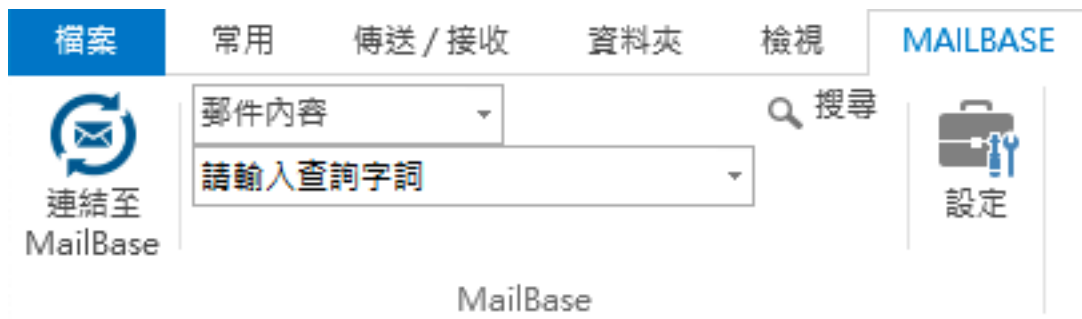 檔案 常用 傳送 / 接收 資料夾 檢視 MAILBASE
郵件內容 搜尋
請輸入查詢字詞
連結至
MailBase
設定
MailBase